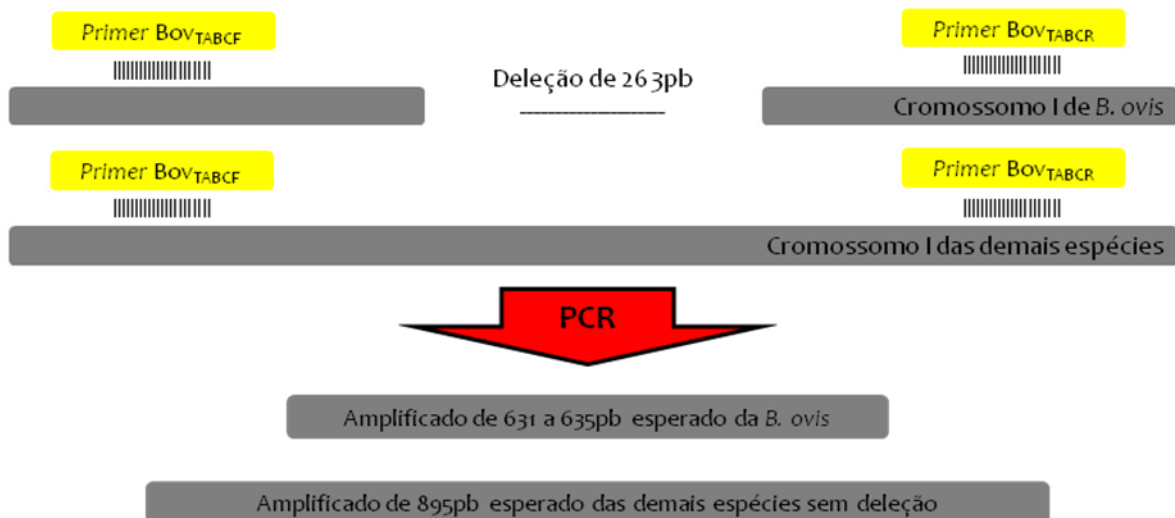 Primer BovTABCF
Primer BovTABCR
Deleção de 263pb
Cromossomo I de B. ovis
Primer BovTABCF
Primer BovTABCR
Cromossomo I das demais espécies
PCR
Amplificado de 631 a 635pb esperado da B. ovis
Amplificado de 895pb esperado das demais espécies sem deleção